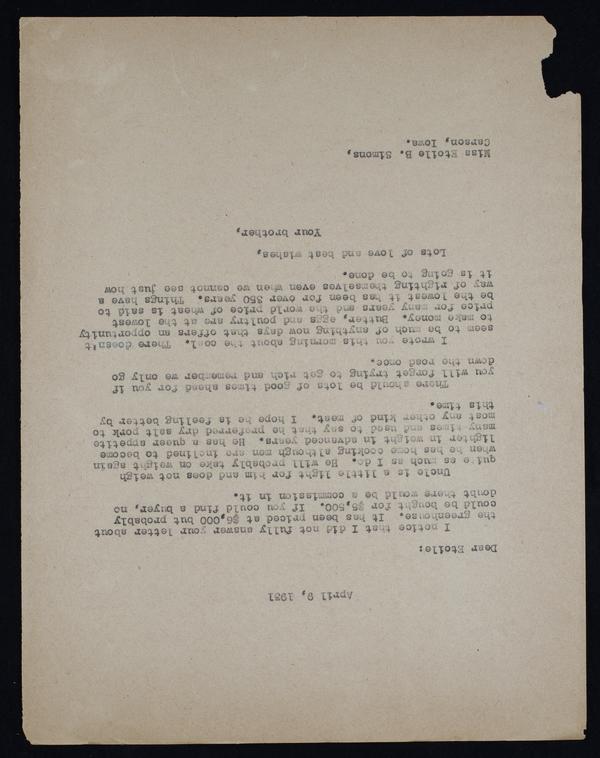 April 9, 1931
Dear Etoile:
I notice that I did not fully answer your letter about
the greenhouse. It has been priced at $6,000 but probably
could be bought for $5,500. If you could find a buyer, no
doubt there would be a commission in it.
Uncle is a little light for him and does not weigh
quite as much as I do. He will probably take on weight again
when he has home cooking although men are inclined to become
lighter in weight in advanced years. He has a queer appetite
many times and used to say that he preferred dry salt pork to
most any other kind of meat. I hope he is feeling better by
this time.
There should be lots of good times ahead for you if
you will forget trying to get rich and remember we only go
down the road once.
I wrote you this morning about the coal. There doesn't
seem to be much of anything now days that offers an opportunity
to make money. Butter, eggs and poultry are at the lowest
price for many years and the world price of wheat is said to
be the lowest it has been for over 350 years. Things have a
way of righting themselves even when we cannot see just how
it is going to be done.
Lots of love and best wishes,
Your brother,
Miss Etoile B. Simons,
Carson, Iowa.